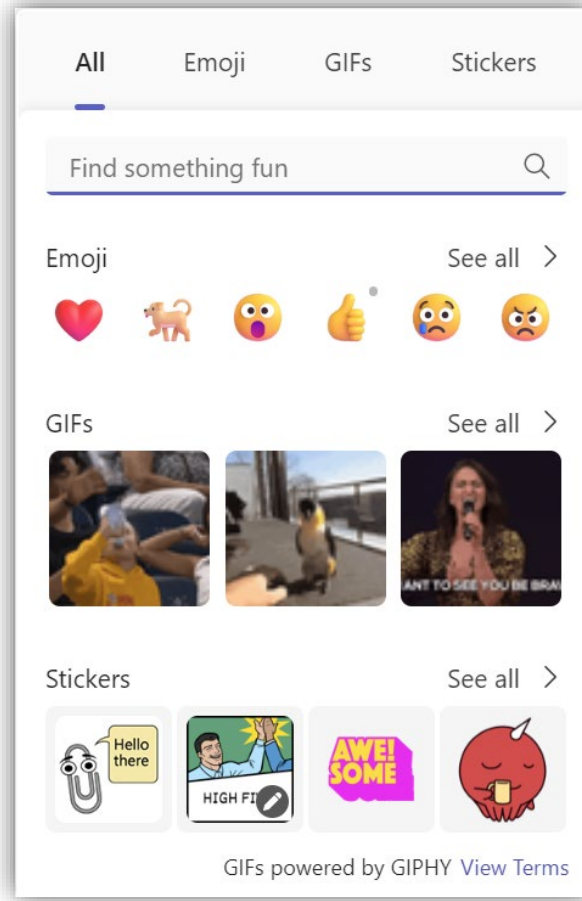 All Emoji GIFs Stickers
Find something fun
Emoji See all
GIFs See all
ANT TO SEE YOU BE BRAV
Stickers See all
Hello
there
HIGH FI
AWE!
SOME
GIFs powered by GIPHY View Terms